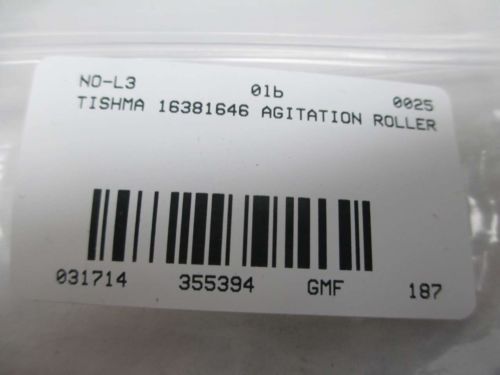 NO-L3 01b 0025
TISHMA 16381646 AGITATION ROLLER
031714 355394 GMF 187